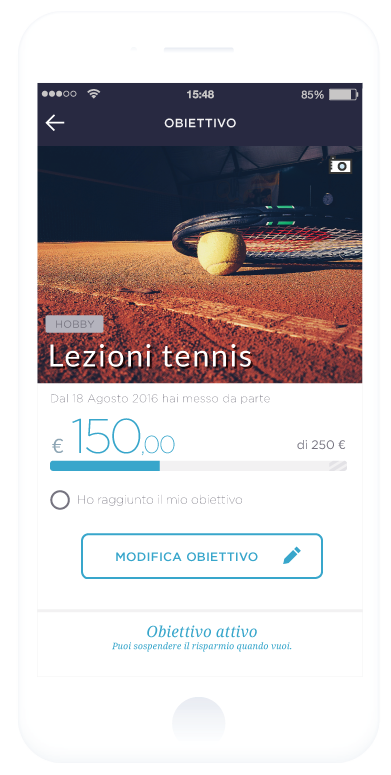 15:48
85%
OBIETTIVO
HOBBY
Lezioni tennis
Dal 18 Agosto 2016 hai messo da parte
€ 150,00
di 250 €
Ho raggiunto il mio obiettivo
MODIFICA OBIETTIVO
Obiettivo attivo
Puoi sospendere il risparmio quando vuoi.